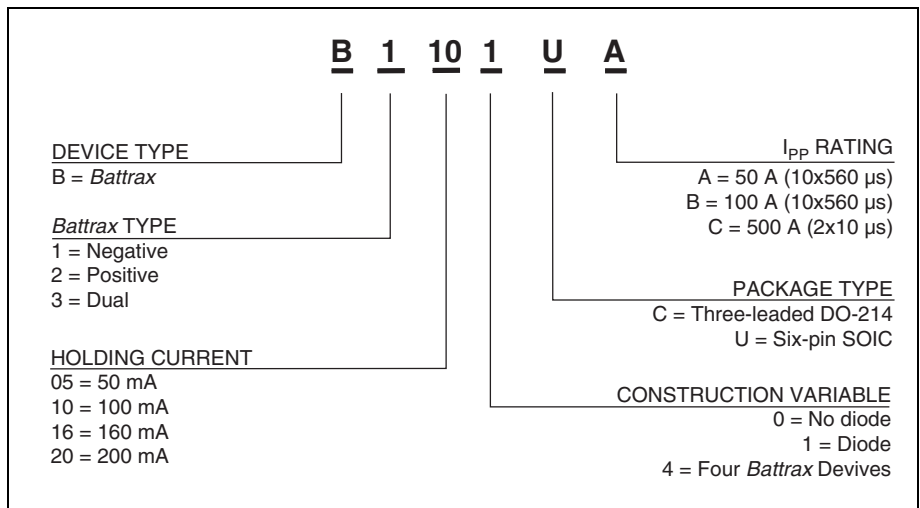 B 1 10 1 U A
DEVICE TYPE
B = Battrax
Battrax TYPE
1 = Negative
2 = Positive
3 = Dual
HOLDING CURRENT
05 = 50 mA
10 = 100 mA
16 = 160 mA
20 = 200 mA
IPP RATING
A = 50 A (10x560 µs)
B = 100 A (10x560 µs)
C = 500 A (2x10 µs)
PACKAGE TYPE
C = Three-leaded DO-214
U = Six-pin SOIC
CONSTRUCTION VARIABLE
0 = No diode
1 = Diode
4 = Four Battrax Devives